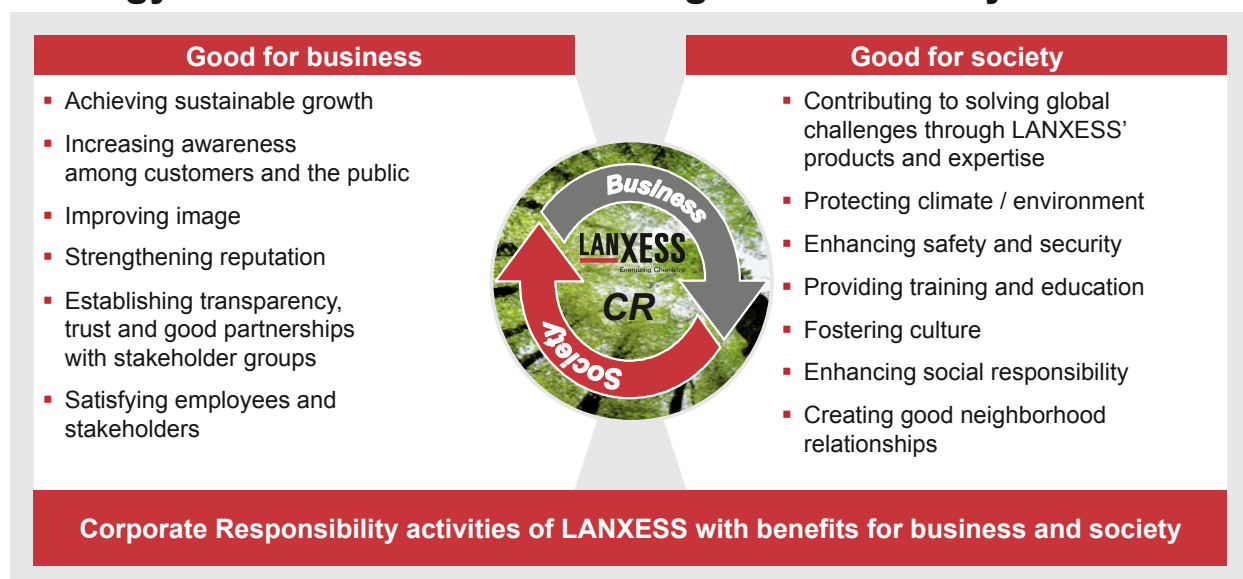 Good for business
▪ Achieving sustainable growth
▪ Increasing awareness
among customers and the public
▪ Improving image
▪ Strengthening reputation
▪ Establishing transparency,
trust and good partnerships
with stakeholder groups
▪ Satisfying employees and
stakeholders
Business
LANXESS
Energizing Chemistry
CR
Society
Good for society
▪ Contributing to solving global
challenges through LANXESS’
products and expertise
▪ Protecting climate / environment
▪ Enhancing safety and security
▪ Providing training and education
▪ Fostering culture
▪ Enhancing social responsibility
▪ Creating good neighborhood
relationships
Corporate Responsibility activities of LANXESS with benefits for business and society